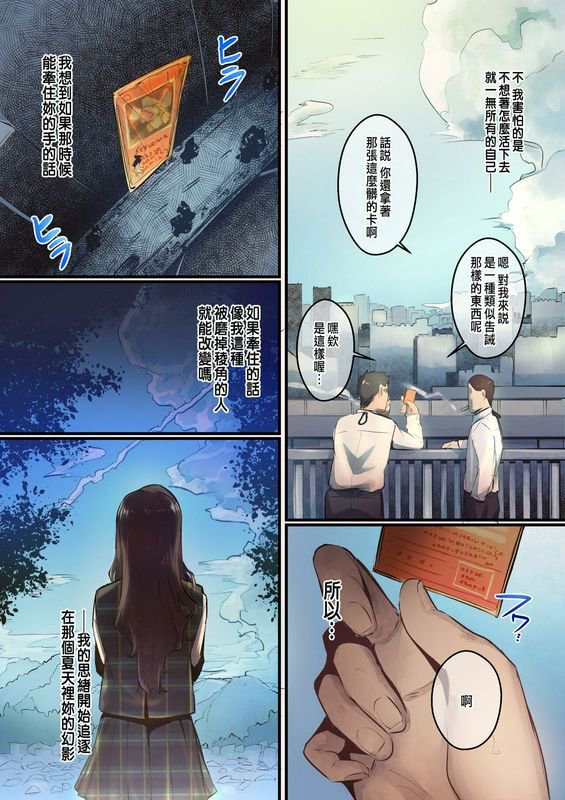 不 我害怕的是
不想著怎麼活下去
就一無所有的自己──
話說 你還拿著
那張這麼髒的卡啊
嗯 對我來說
是一種類似告誡
那樣的東西呢
嘿欸
是這樣喔…
所以…
フワ
啊
我想到如果那時候
能牽住妳的手的話
ヒラ
ヒラ
如果牽住的話
像我這種
被磨掉稜角的人
就能改變嗎
──我的思緒開始追逐
在那個夏天裡妳的幻影